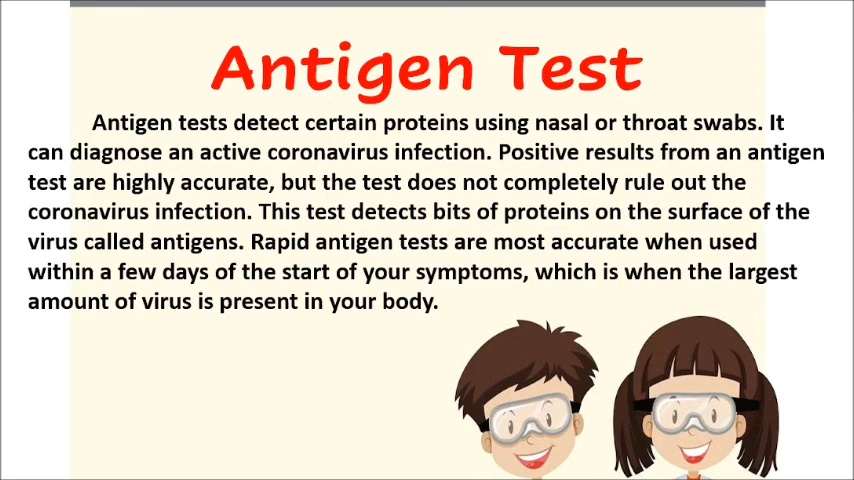 Antigen Test
Antigen tests detect certain proteins using nasal or throat swabs. It
can diagnose an active coronavirus infection. Positive results from an antigen
test are highly accurate, but the test does not completely rule out the
coronavirus infection. This test detects bits of proteins on the surface of the
virus called antigens. Rapid antigen tests are most accurate when used
within a few days of the start of your symptoms, which is when the largest
amount of virus is present in your body.